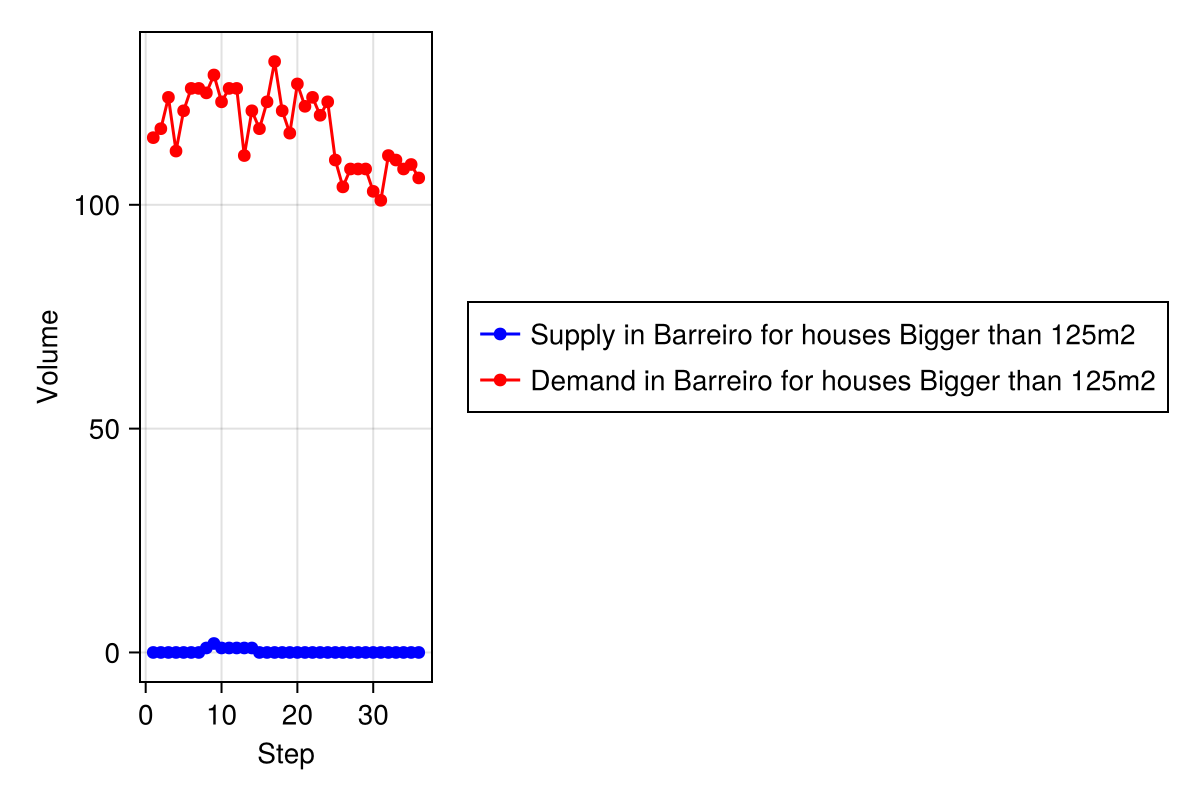 Volume
100
50
0
0 10 20 30
Step
Supply in Barreiro for houses Bigger than 125m2
Demand in Barreiro for houses Bigger than 125m2